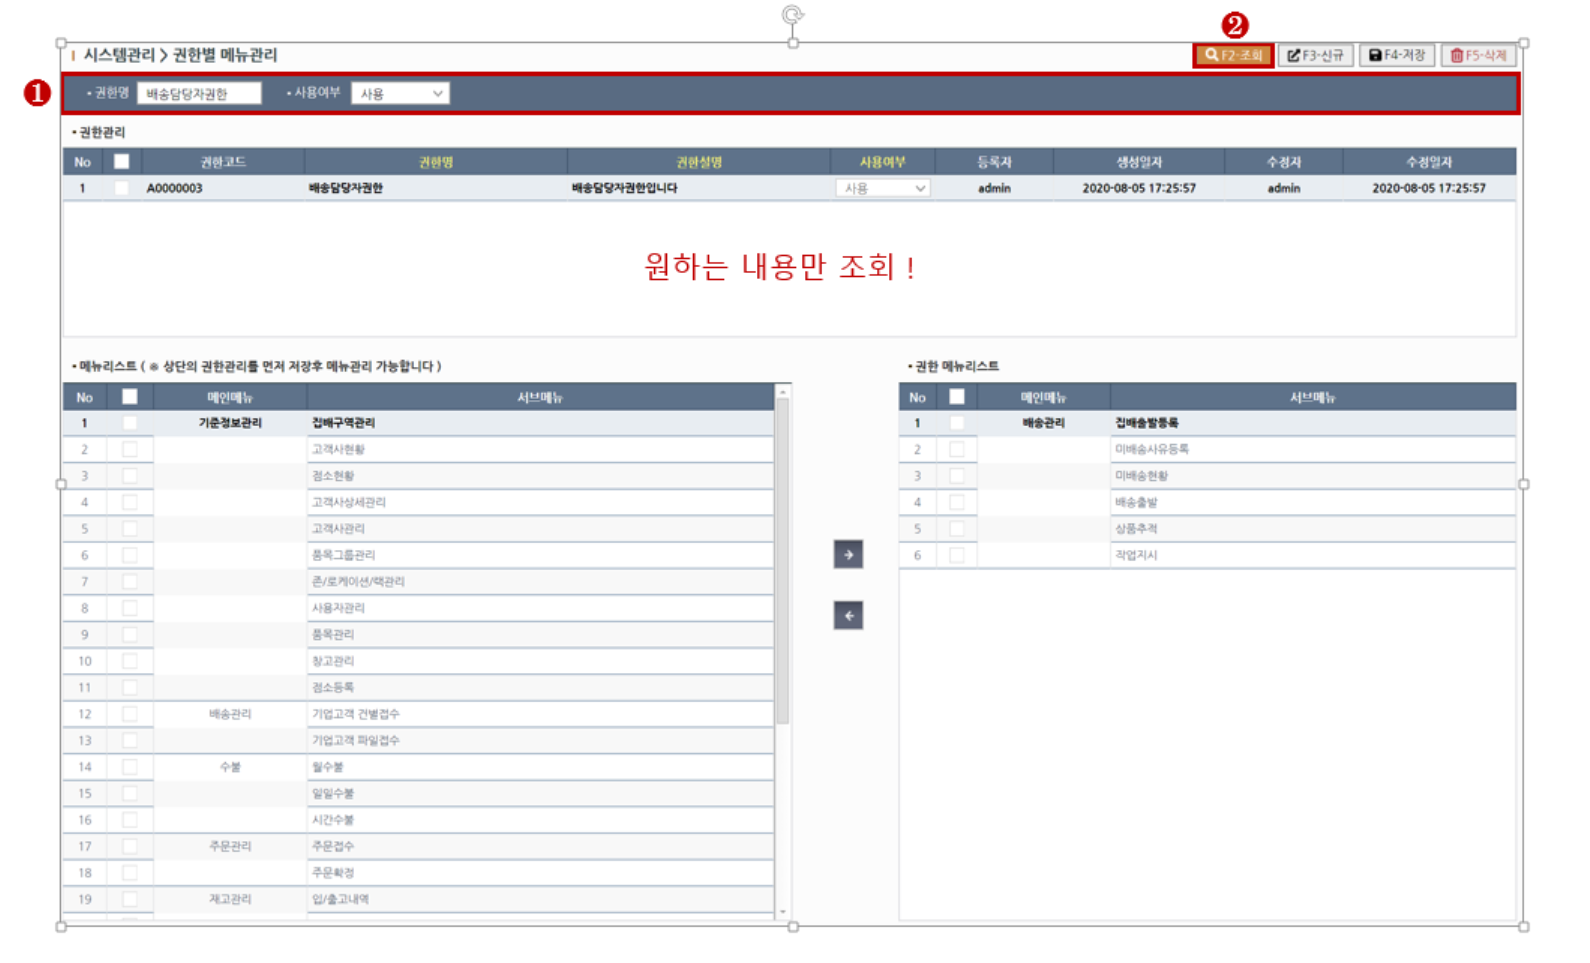 ❷
시스템관리 > 권한별 메뉴관리
F2-조회 F3-신규 F4-저장 F5-삭제
❶
• 권한명 배송담당자권한 • 사용여부 사용
• 권한관리
No 권한코드 권한명 권한설명 사용여부 등록자 생성일자 수정자 수정일자
1 A0000003 배송담당자권한 배송담당자권한입니다 사용 admin 2020-08-05 17:25:57 admin 2020-08-05 17:25:57
원하는 내용만 조회 !
• 메뉴리스트 ( ※ 상단의 권한관리를 먼저 저장후 메뉴관리 가능합니다 )
No 메인메뉴 서브메뉴
1 기준정보관리 집배구역관리
2 고객사현황
3 점소현황
4 고객사상세관리
5 고객사관리
6 품목그룹관리
7 존/로케이션/랙관리
8 사용자관리
9 품목관리
10 창고관리
11 점소등록
12 배송관리 기업고객 건별접수
13 기업고객 파일접수
14 수불 월수불
15 일일수불
16 시간수불
17 주문관리 주문접수
18 주문확정
19 재고관리 입/출고내역
• 권한 메뉴리스트
No 메인메뉴 서브메뉴
1 배송관리 집배출발등록
2 미배송사유등록
3 미배송현황
4 배송출발
5 상품추적
6 작업지시